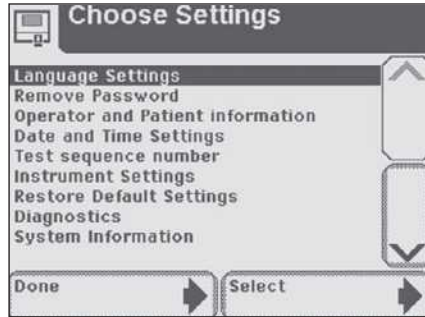 Choose Settings
Language Settings
Remove Password
Operator and Patient information
Date and Time Settings
Test sequence number
Instrument Settings
Restore Default Settings
Diagnostics
System Information
Done
Select